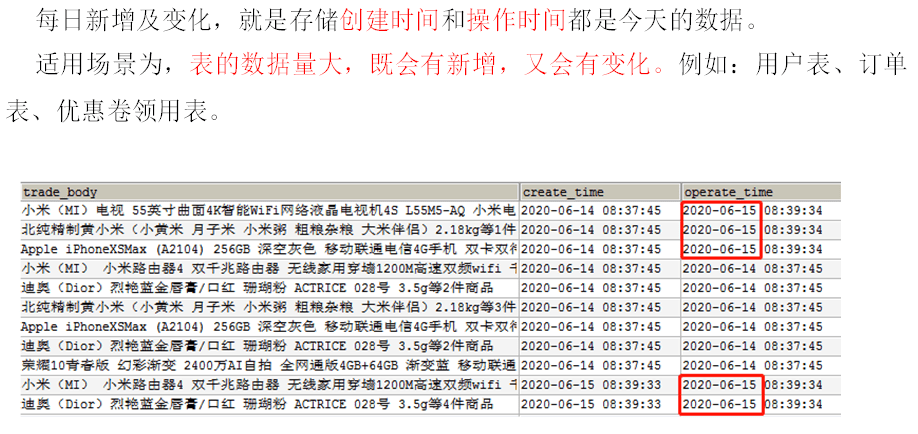 每日新增及变化，就是存储创建时间和操作时间都是今天的数据。
适用场景为，表的数据量大，既会有新增，又会有变化。例如：用户表、订单
表、优惠卷领用表。
trade_body create_time operate_time
小米（MI）电视 55英寸曲面4K智能WiFi网络液晶电视机4S L55M5-AQ 小米电 2020-06-14 08:37:45 2020-06-15 08:39:34
北纯精制黄小米（小黄米 月子米 小米粥 粗粮杂粮 大米伴侣）2.18kg等1件 2020-06-14 08:37:45 2020-06-15 08:39:34
Apple iPhoneXSMax (A2104) 256GB 深空灰色 移动联通电信4G手机 双卡双待 2020-06-14 08:37:45 2020-06-15 08:39:34
小米（MI） 小米路由器4 双千兆路由器 无线家用穿墙1200M高速双频wifi 千 2020-06-14 08:37:45 2020-06-14 08:37:45
迪奥（Dior）烈艳蓝金唇膏/口红 珊瑚粉 ACTRICE 028号 3.5g等2件商品 2020-06-14 08:37:45 2020-06-14 08:37:45
北纯精制黄小米（小黄米 月子米 小米粥 粗粮杂粮 大米伴侣）2.18kg等3件 2020-06-14 08:37:45 2020-06-14 08:37:45
Apple iPhoneXSMax (A2104) 256GB 深空灰色 移动联通电信4G手机 双卡双 2020-06-14 08:37:45 2020-06-14 08:37:45
迪奥（Dior）烈艳蓝金唇膏/口红 珊瑚粉 ACTRICE 028号 3.5g等2件商品 2020-06-14 08:37:45 2020-06-14 08:37:45
荣耀10青春版 幻彩渐变 2400万AI自拍 全网通版4GB+64GB 渐变蓝 移动联通 2020-06-14 08:37:45 2020-06-14 08:37:45
小米（MI） 小米路由器4 双千兆路由器 无线家用穿墙1200M高速双频wifi 千 2020-06-15 08:39:33 2020-06-15 08:39:34
迪奥（Dior）烈艳蓝金唇膏/口红 珊瑚粉 ACTRICE 028号 3.5g等4件商品 2020-06-15 08:39:33 2020-06-15 08:39:34